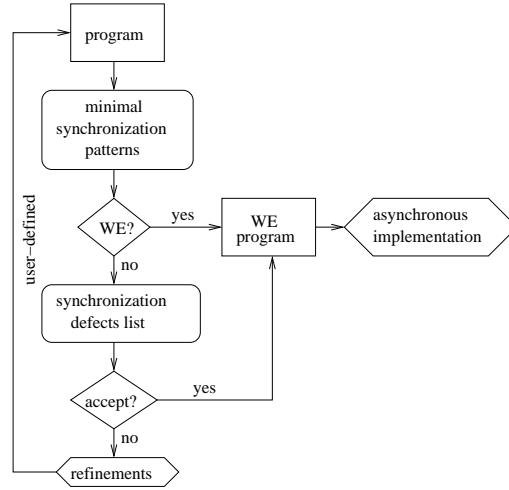 program
minimal
synchronization
patterns
WE?
yes
WE
program
asynchronous
implementation
user-defined
no
synchronization
defects list
accept?
yes
no
refinements